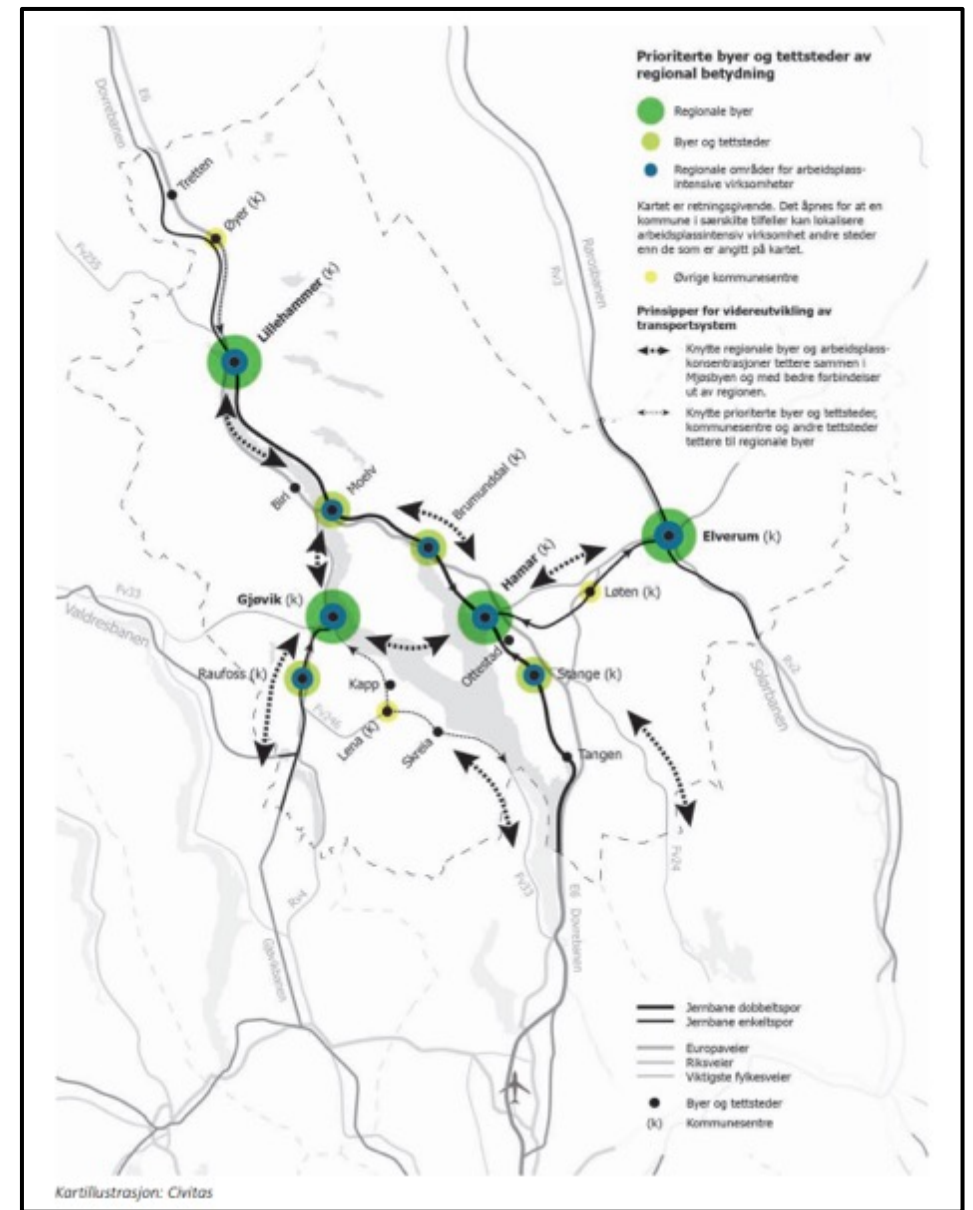 Prioriterte byer og tettsteder av
regional betydning
Regionale byer
Byer og tettsteder
Regionale områder for arbeidsplass-
intensive virksomheter
Kartet er retningsgivende. Det åpnes for at en
kommune i særskilte tilfeller kan lokalisere
arbeidsplassintensiv virksomhet andre steder
enn de som er angitt på kartet.
Øvrige kommunesentre
Prinsipper for videreutvikling av
transportsystem
Knytte regionale byer og arbeidsplass-
konsentrasjoner tettere sammen i
Mjøsbyen og med bedre forbindelser
ut av regionen.
Knytte prioriterte byer og tettsteder,
kommunesentre og andre tettsteder
tettere til regionale byer
Dovrebanen
E6
Tretten
Øyer (k)
Fv255
Lillehammer (k)
Rørosbanen
Rv3
Biri
Moelv
Brumunddal (k)
Hamar (k)
Elverum (k)
Løten (k)
Fv33
Valdresbanen
Gjøvik (k)
Raufoss (k)
Kapp
Ottestad
Stange (k)
Rv2
Solørbanen
Fv246
Lena (k)
Skreia
Tangen
Fv33
E6 Dovrebanen
Fv24
Rv4
Gjøvikbanen
Jernbane dobbeltspor
Jernbane enkeltspor
Europaveier
Riksveier
Viktigste fylkesveier
Byer og tettsteder
(k) Kommunesentre
Kartillustrasjon: Civitas